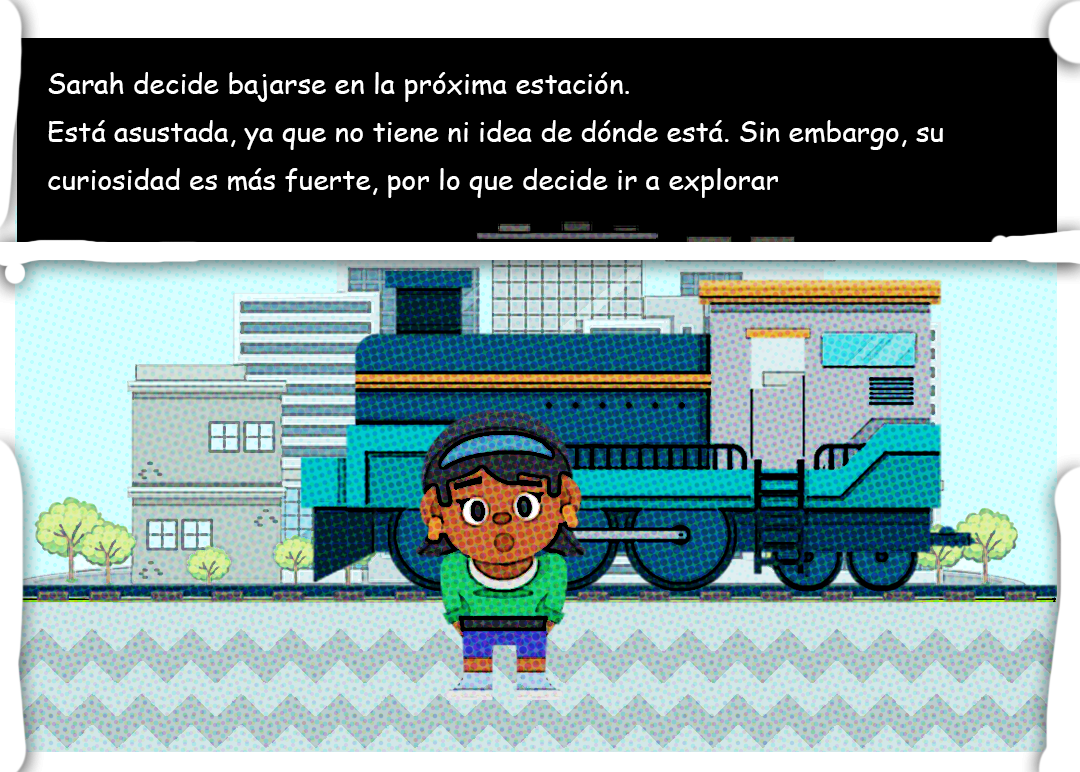 Sarah decide bajarse en la próxima estación.
Está asustada, ya que no tiene ni idea de dónde está. Sin embargo, su
curiosidad es más fuerte, por lo que decide ir a explorar